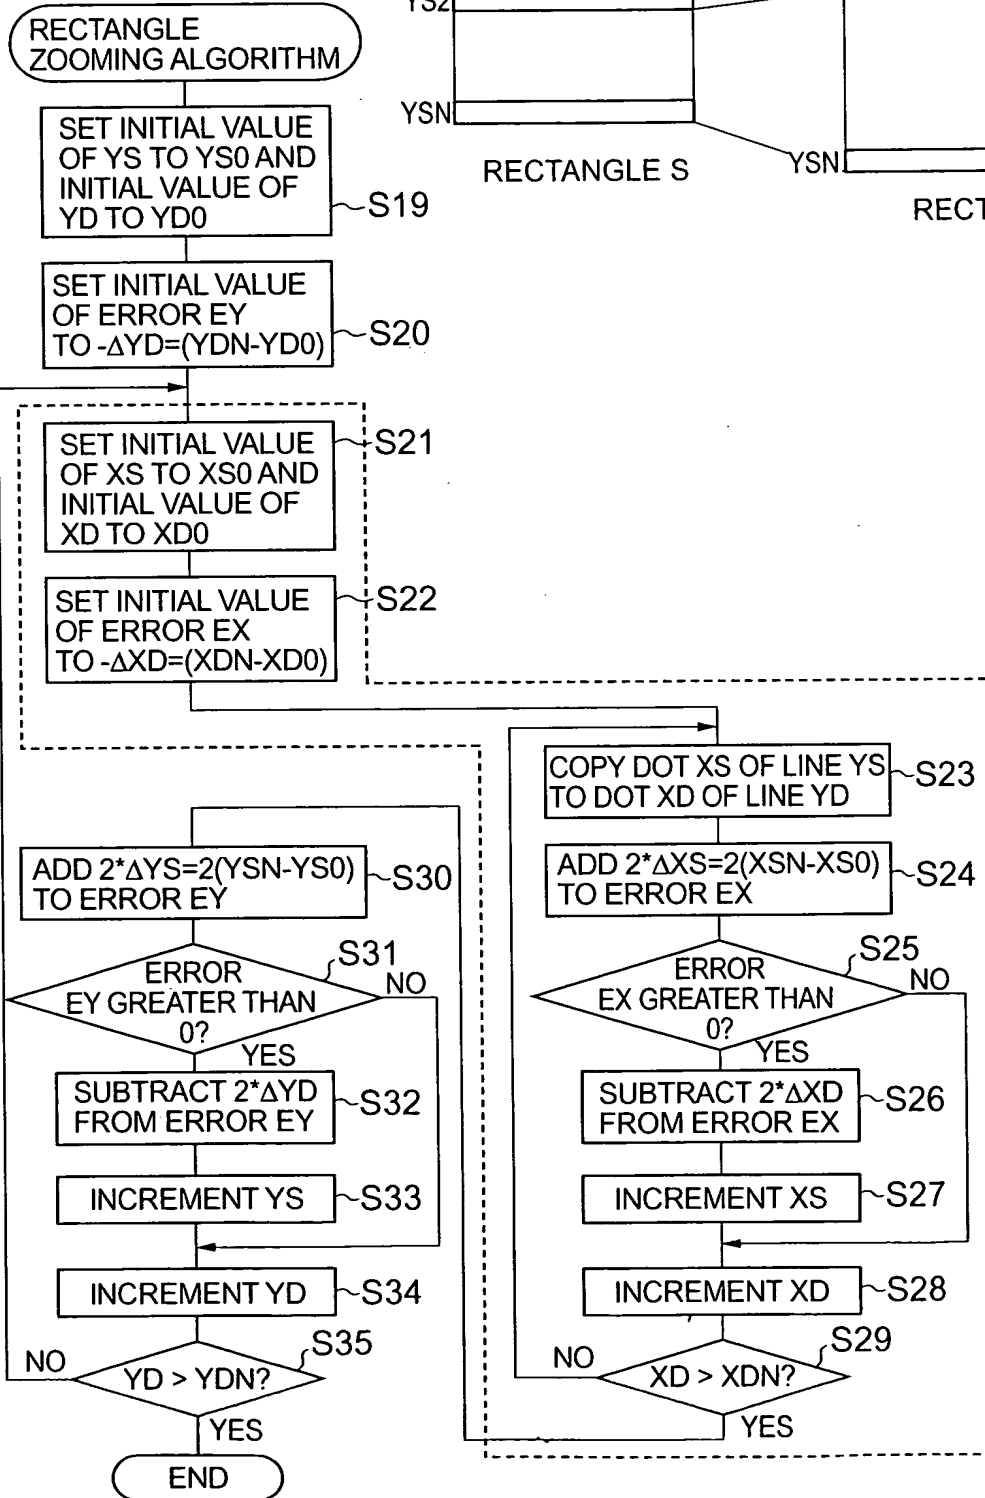 RECTANGLE
ZOOMING ALGORITHM
YS2
YSN
RECTANGLE S
YSN
RECT
SET INITIAL VALUE
OF YS TO YS0 AND
INITIAL VALUE OF
YD TO YD0
S19
SET INITIAL VALUE
OF ERROR EY
TO -ΔYD=(YDN-YD0)
S20
SET INITIAL VALUE
OF XS TO XS0 AND
INITIAL VALUE OF
XD TO XD0
S21
SET INITIAL VALUE
OF ERROR EX
TO -ΔXD=(XDN-XD0)
S22
COPY DOT XS OF LINE YS
TO DOT XD OF LINE YD
S23
ADD 2*ΔXS=2(XSN-XS0)
TO ERROR EX
S24
ERROR
EX GREATER THAN
0?
S25
NO
YES
SUBTRACT 2*ΔXD
FROM ERROR EX
S26
INCREMENT XS
S27
INCREMENT XD
S28
XD > XDN?
S29
NO
YES
ADD 2*ΔYS=2(YSN-YS0)
TO ERROR EY
S30
ERROR
EY GREATER THAN
0?
S31
NO
YES
SUBTRACT 2*ΔYD
FROM ERROR EY
S32
INCREMENT YS
S33
INCREMENT YD
S34
YD > YDN?
S35
NO
YES
END